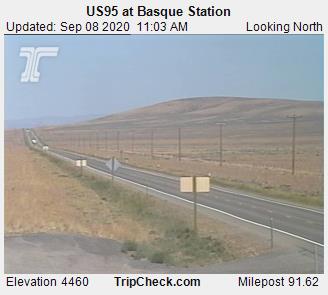 US95 at Basque Station
Updated: Sep 08 2020 11:03 AM Looking North
Elevation 4460 TripCheck.com Milepost 91.62